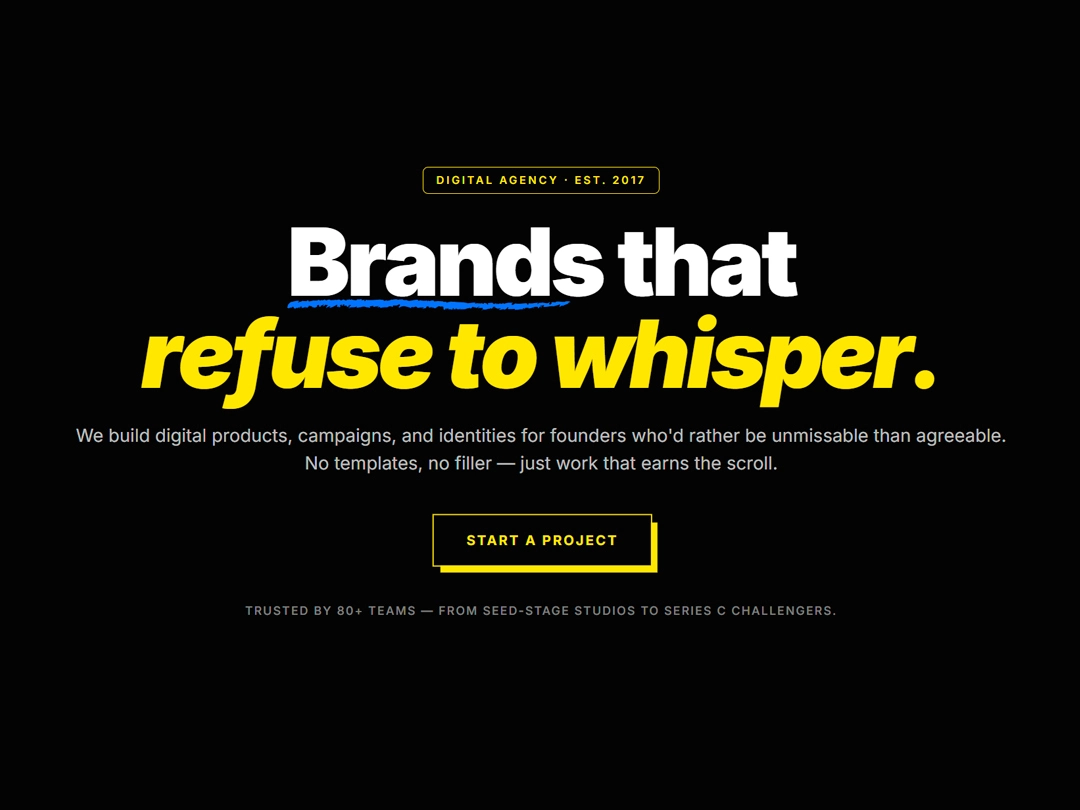 DIGITAL AGENCY · EST. 2017
Brands that
refuse to whisper.
We build digital products, campaigns, and identities for founders who'd rather be unmissable than agreeable.
No templates, no filler — just work that earns the scroll.
START A PROJECT
TRUSTED BY 80+ TEAMS — FROM SEED-STAGE STUDIOS TO SERIES C CHALLENGERS.